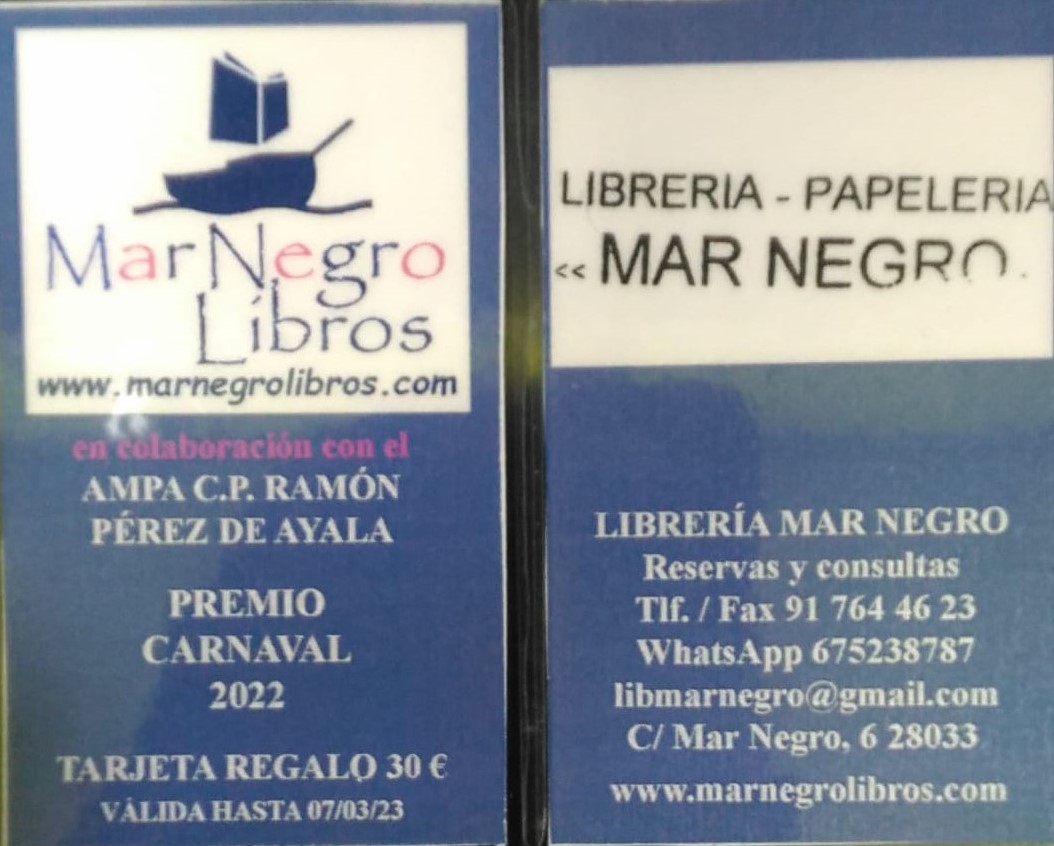 Mar Negro
Libros
www.marnegrolibros.com
en colaboración con el
AMPA C.P. RAMÓN
PÉREZ DE AYALA
PREMIO
CARNAVAL
2022
TARJETA REGALO 30 €
VÁLIDA HASTA 07/03/23
LIBRERIA - PAPELERIA
<< MAR NEGRO
LIBRERÍA MAR NEGRO
Reservas y consultas
Tlf. / Fax 91 764 46 23
WhatsApp 675238787
libmarnegro@gmail.com
C/ Mar Negro, 6 28033
www.marnegrolibros.com